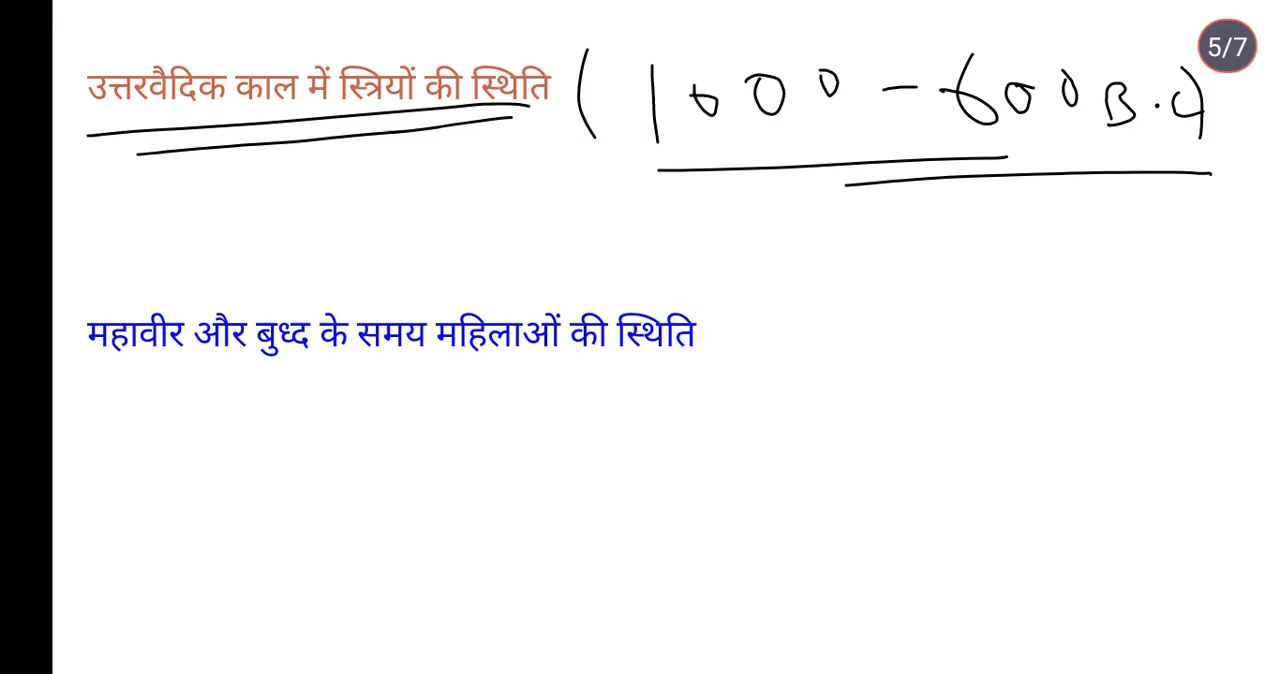 5/7
उत्तरवैदिक काल में स्त्रियों की स्थिति (1000 - 600 B.C)
महावीर और बुध्द के समय महिलाओं की स्थिति